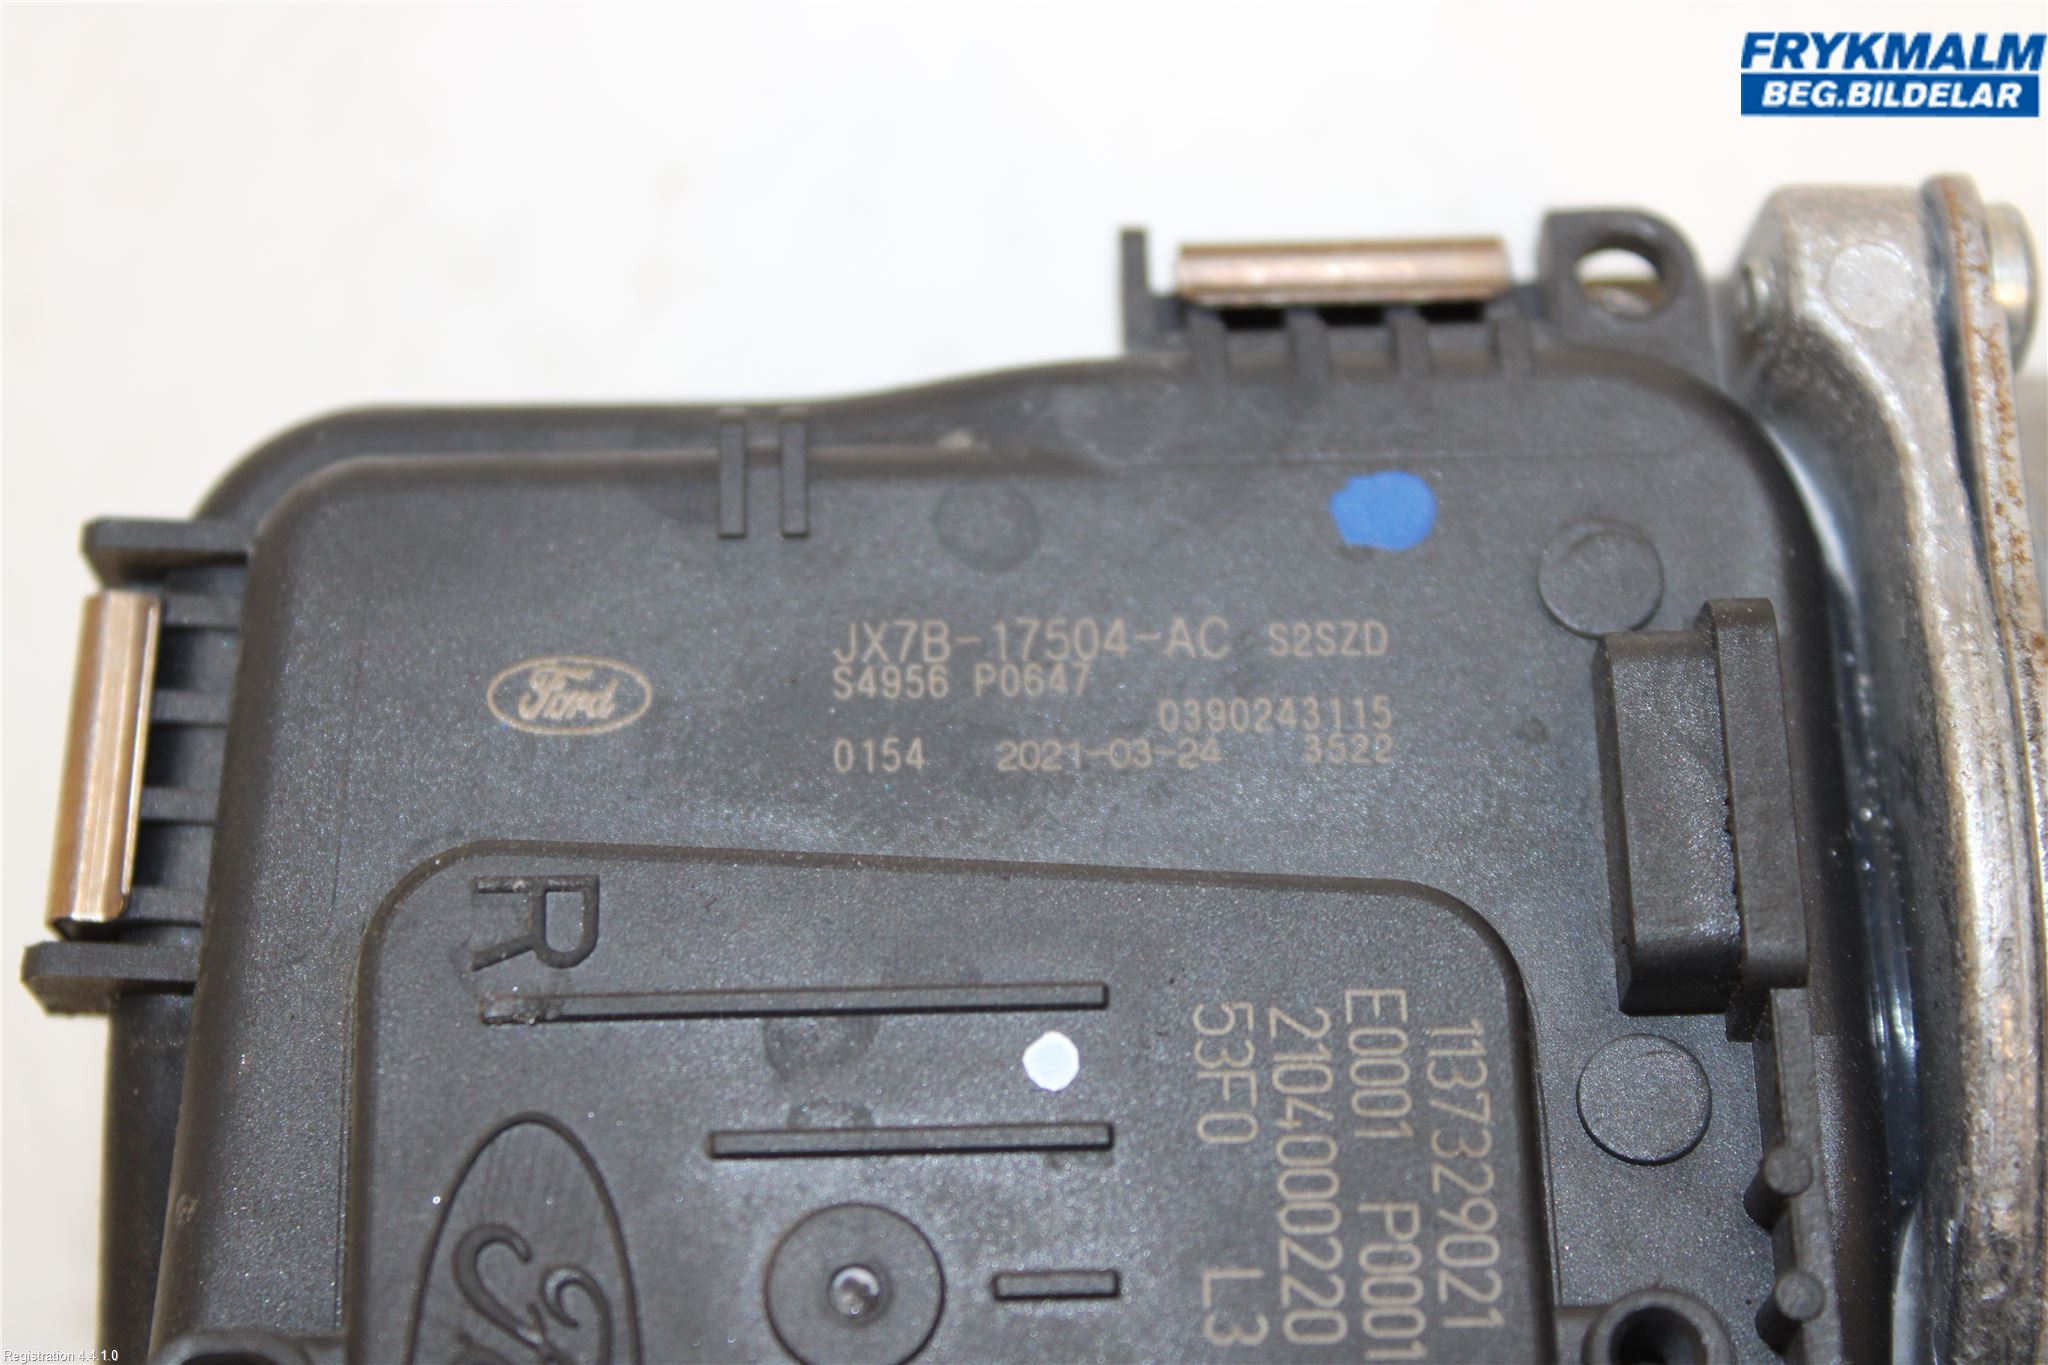 FRYKMALM
BEG.BILDELAR
JX7B-17504-AC S2SZD
S4956 P0647
0390243115
0154 2021-03-24 3522
Ford
R
1137329021
E0001 P0001
2104000220
53F0 L3
Registration 4.4.1.0